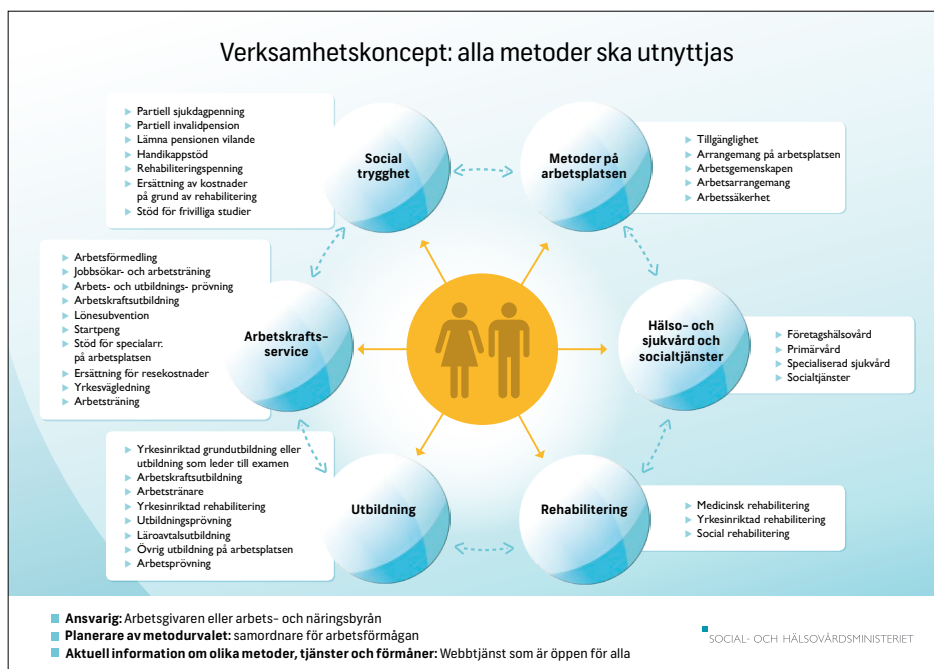 Verksamhetskoncept: alla metoder ska utnyttjas
Partiell sjukdagpenning
Partiell invalidpension
Lämna pensionen vilande
Handikappstöd
Rehabiliteringspenning
Ersättning av kostnader
på grund av rehabilitering
Stöd för frivilliga studier
Social
trygghet
Metoder på
arbetsplatsen
Tillgänglighet
Arrangemang på arbetsplatsen
Arbetsgemenskapen
Arbetsarrangemang
Arbetssäkerhet
Arbetsförmedling
Jobbsökar- och arbetsträning
Arbets- och utbildnings- prövning
Arbetskraftsutbildning
Lönesubvention
Startpeng
Stöd för specialarr.
på arbetsplatsen
Ersättning för resekostnader
Yrkesvägledning
Arbetsträning
Arbetskrafts-
service
Hälso- och
sjukvård och
socialtjänster
Företagshälsovård
Primärvård
Specialiserad sjukvård
Socialtjänster
Yrkesinriktad grundutbildning eller
utbildning som leder till examen
Arbetskraftsutbildning
Arbetstränare
Yrkesinriktad rehabilitering
Utbildningsprövning
Läroavtalsutbildning
Övrig utbildning på arbetsplatsen
Arbetsprövning
Utbildning
Rehabilitering
Medicinsk rehabilitering
Yrkesinriktad rehabilitering
Social rehabilitering
Ansvarig: Arbetsgivaren eller arbets- och näringsbyrån
Planerare av metodurvalet: samordnare för arbetsförmågan
Aktuell information om olika metoder, tjänster och förmåner: Webbtjänst som är öppen för alla
SOCIAL- OCH HÄLSOVÅRDSMINISTERIET